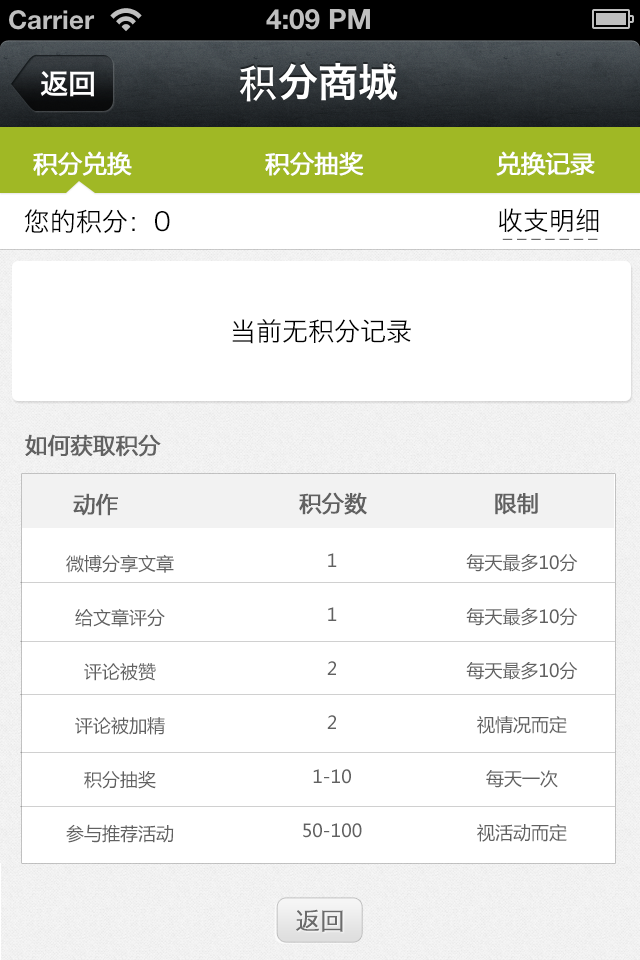 Carrier 4:09 PM
返回 积分商城
积分兑换 积分抽奖 兑换记录
您的积分：0 收支明细
当前无积分记录
如何获取积分
动作 积分数 限制
微博分享文章 1 每天最多10分
给文章评分 1 每天最多10分
评论被赞 2 每天最多10分
评论被加精 2 视情况而定
积分抽奖 1-10 每天一次
参与推荐活动 50-100 视活动而定
返回